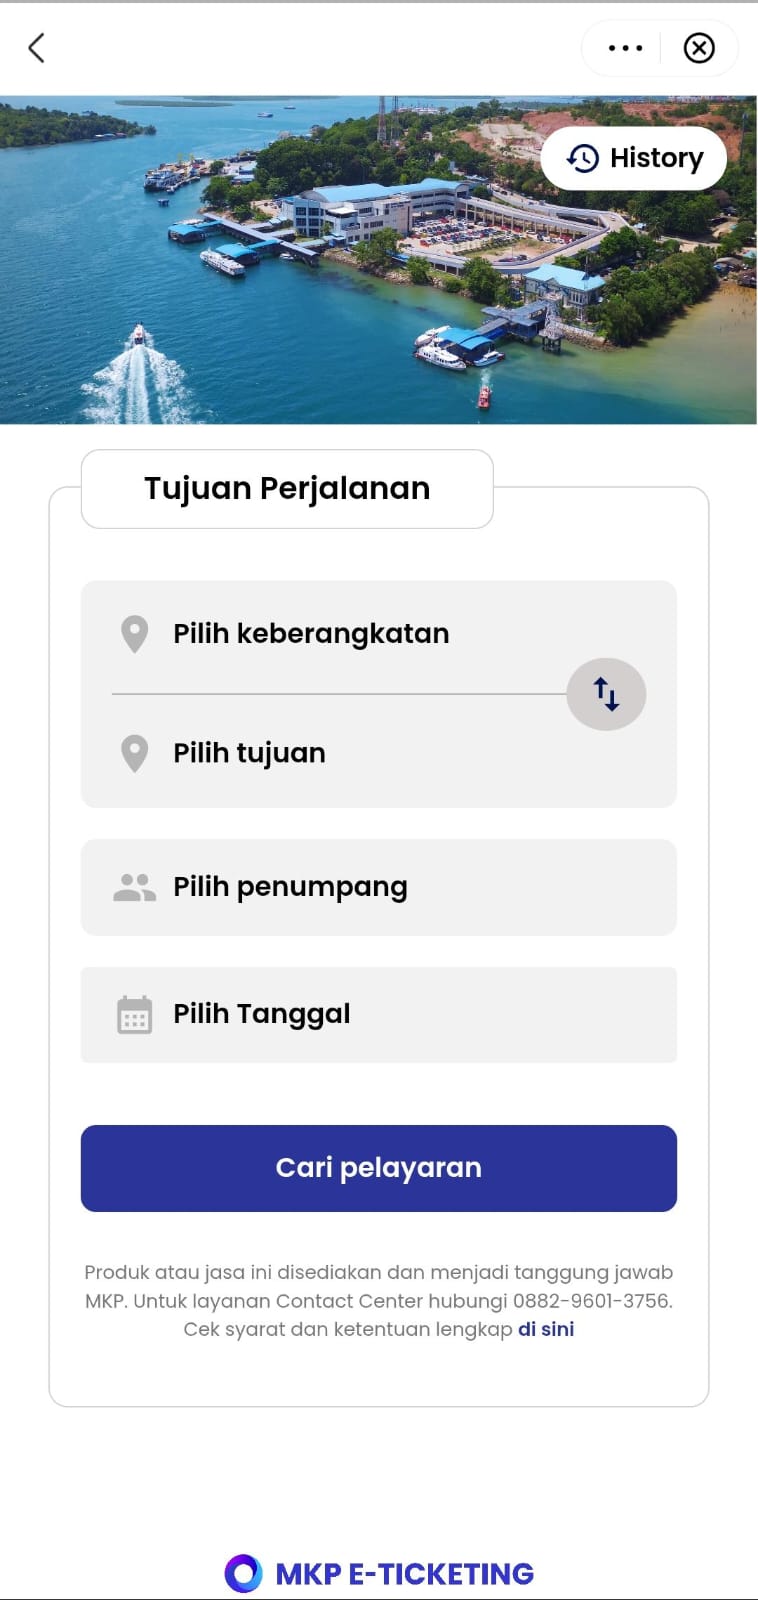 History
Tujuan Perjalanan
Pilih keberangkatan
Pilih tujuan
Pilih penumpang
Pilih Tanggal
Cari pelayaran
Produk atau jasa ini disediakan dan menjadi tanggung jawab
MKP. Untuk layanan Contact Center hubungi 0882-9601-3756.
Cek syarat dan ketentuan lengkap di sini
MKP E-TICKETING